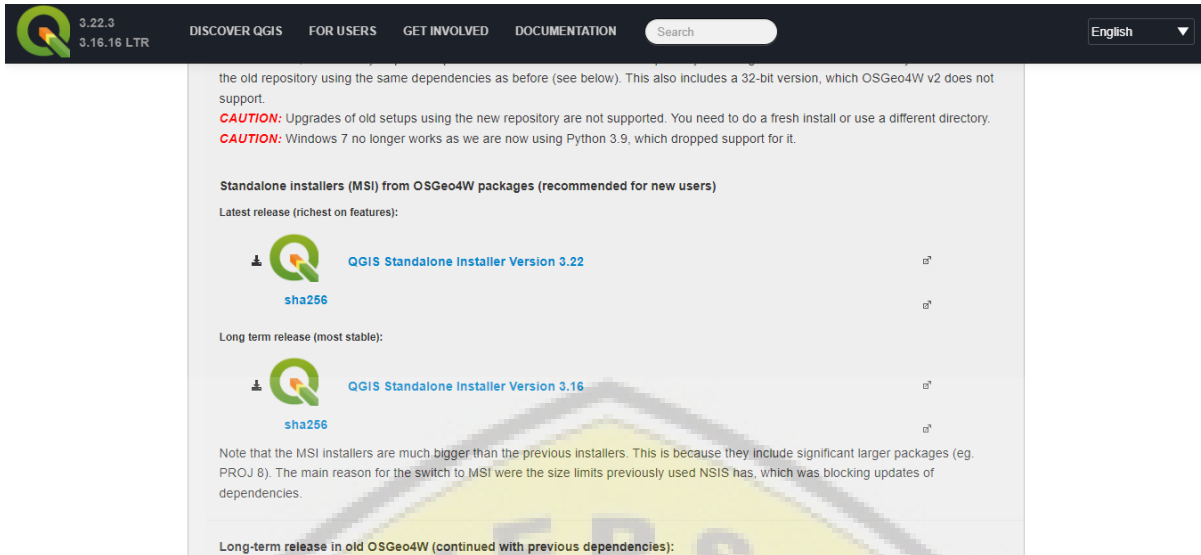 3.22.3
3.16.16 LTR
DISCOVER QGIS FOR USERS GET INVOLVED DOCUMENTATION Search English
the old repository using the same dependencies as before (see below). This also includes a 32-bit version, which OSGeo4W v2 does not
support.
CAUTION: Upgrades of old setups using the new repository are not supported. You need to do a fresh install or use a different directory.
CAUTION: Windows 7 no longer works as we are now using Python 3.9, which dropped support for it.
Standalone installers (MSI) from OSGeo4W packages (recommended for new users)
Latest release (richest on features):
QGIS Standalone Installer Version 3.22
sha256
Long term release (most stable):
QGIS Standalone Installer Version 3.16
sha256
Note that the MSI installers are much bigger than the previous installers. This is because they include significant larger packages (eg.
PROJ 8). The main reason for the switch to MSI were the size limits previously used NSIS has, which was blocking updates of
dependencies.
Long-term release in old OSGeo4W (continued with previous dependencies):